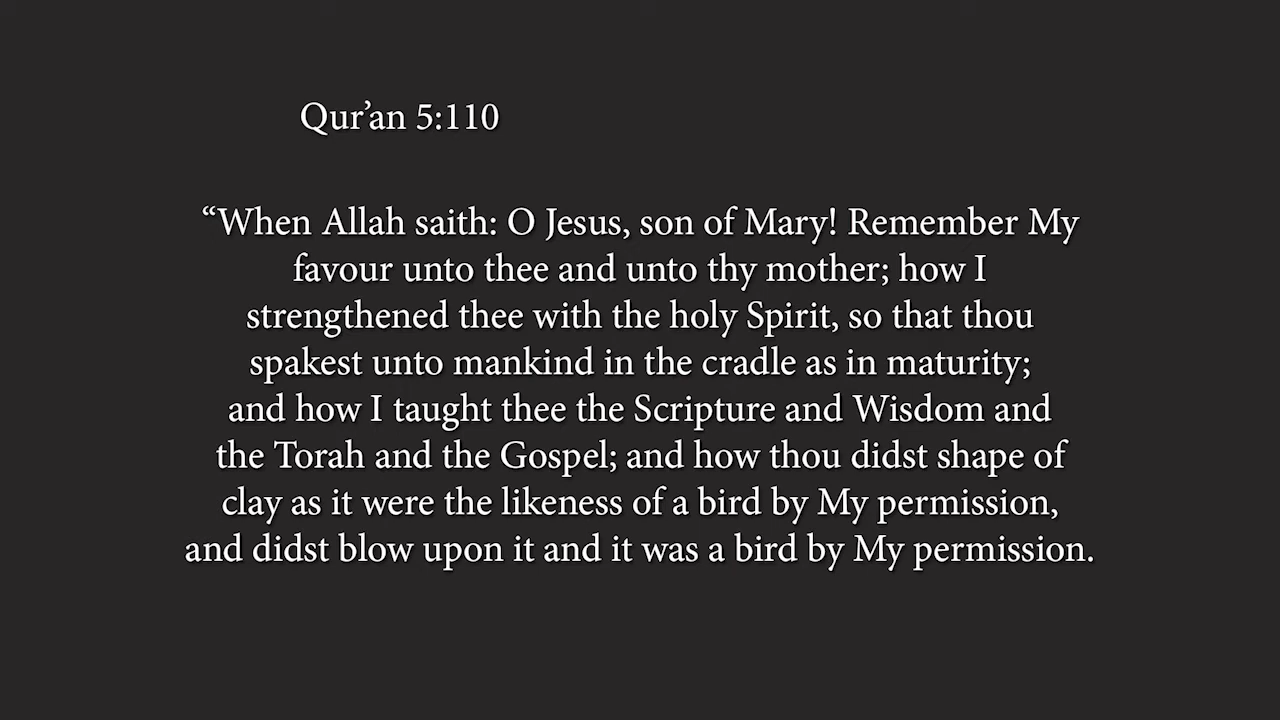 Qur’an 5:110
“When Allah saith: O Jesus, son of Mary! Remember My
favour unto thee and unto thy mother; how I
strengthened thee with the holy Spirit, so that thou
spakest unto mankind in the cradle as in maturity;
and how I taught thee the Scripture and Wisdom and
the Torah and the Gospel; and how thou didst shape of
clay as it were the likeness of a bird by My permission,
and didst blow upon it and it was a bird by My permission.